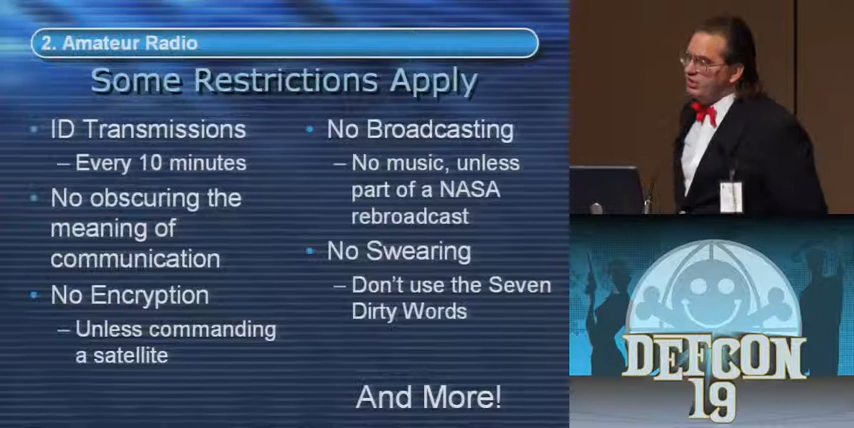 2. Amateur Radio
Some Restrictions Apply
• ID Transmissions
– Every 10 minutes
• No obscuring the
meaning of
communication
• No Encryption
– Unless commanding
a satellite
• No Broadcasting
– No music, unless
part of a NASA
rebroadcast
• No Swearing
– Don't use the Seven
Dirty Words
And More!
DEFCON
19